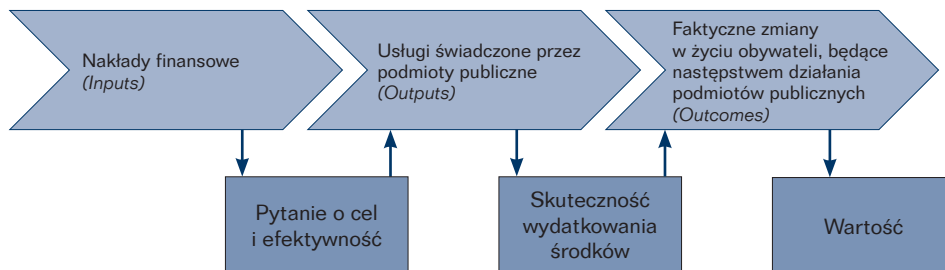 Nakłady finansowe
(Inputs)
Usługi świadczone przez
podmioty publiczne
(Outputs)
Faktyczne zmiany
w życiu obywateli, będące
następstwem działania
podmiotów publicznych
(Outcomes)
Pytanie o cel
i efektywność
Skuteczność
wydatkowania
środków
Wartość